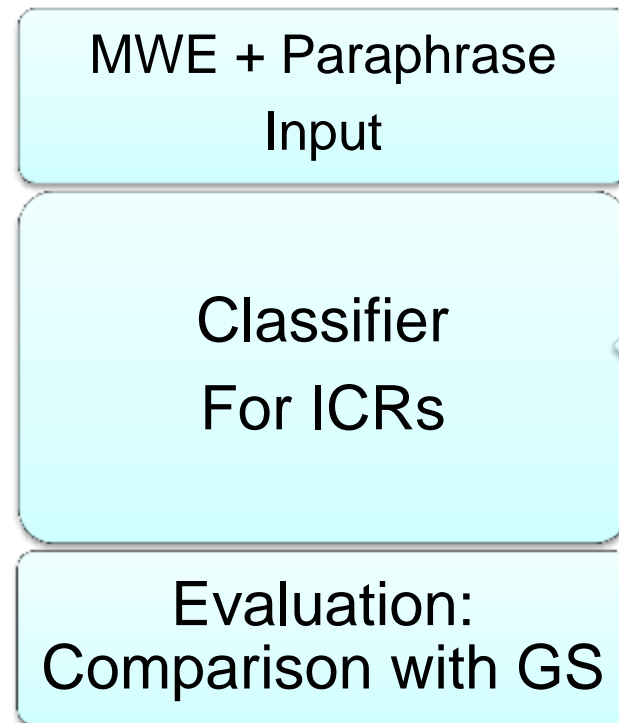 MWE + Paraphrase
Input
Classifier
For ICRs
Evaluation:
Comparison with GS